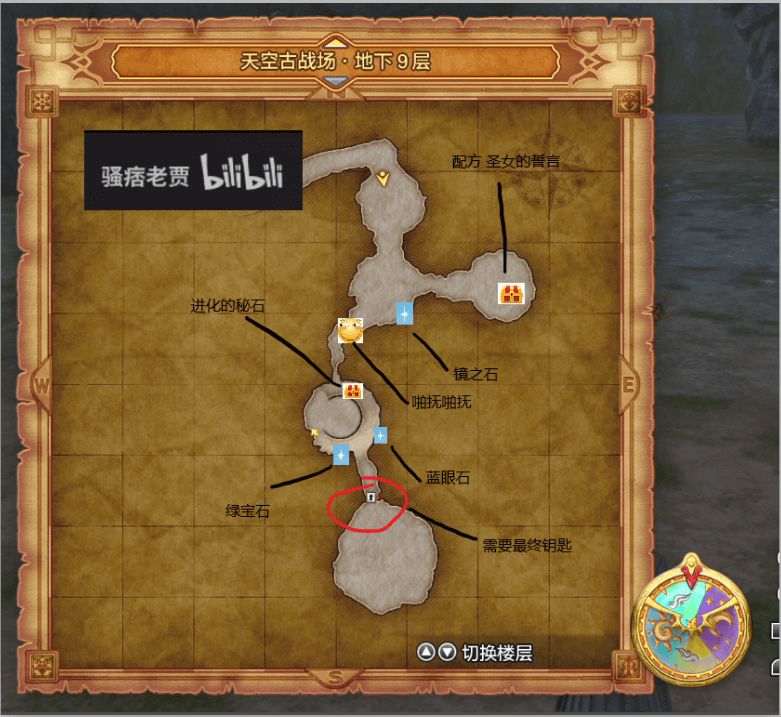 天空古战场·地下9层
N
骚痞老贾 bilibili
配方 圣女的誓言
进化的秘石
镜之石
W
E
啪抚啪抚
蓝眼石
绿宝石
需要最终钥匙
切换楼层
S